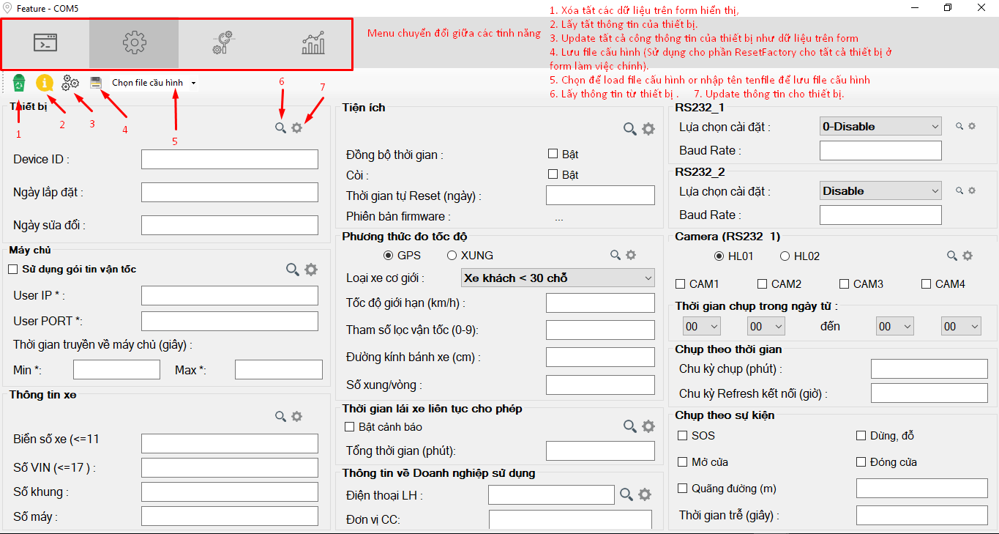 Feature - COM5
Menu chuyển đổi giữa các tính năng
1. Xóa tất các dữ liệu trên form hiển thị,
2. Lấy tât thông tin của thiết bị.
3. Update tất cả công thông tin của thiết bị như dữ liệu trên form
4. Lưu file cấu hình (Sử dụng cho phần ResetFactory cho tất cả thiết bị ở
form làm việc chính).
5. Chọn để load file cấu hình or nhập tên tenfile để lưu file cấu hình
6. Lấy thông tin từ thiết bị . 7. Update thông tin cho thiết bị.
Chọn file cầu hình
1
2
3
4
5
6
7
Thiết bị
Device ID :
Ngày lắp đặt :
Ngày sửa đổi :
Máy chủ
Sử dụng gói tin vận tốc
User IP * :
User PORT *:
Thời gian truyền về máy chủ (giây) :
Min *:
Max *:
Thông tin xe
Biển số xe (<=11
Số VIN (<=17 ) :
Số khung :
Số máy :
Tiện ích
Đồng bộ thời gian :
Bật
Còi :
Bật
Thời gian tự Reset (ngày) :
Phiên bản firmware :
...
Phương thức đo tốc độ
GPS
XUNG
Loại xe cơ giới :
Xe khách < 30 chỗ
Tốc độ giới hạn (km/h) :
Tham số lọc vận tốc (0-9):
Đường kính bánh xe (cm) :
Số xung/vòng :
Thời gian lái xe liên tục cho phép
Bật cảnh báo
Tổng thời gian (phút):
Thông tin về Doanh nghiệp sử dụng
Điện thoại LH :
Đơn vị CC:
RS232_1
Lựa chọn cài đặt :
0-Disable
Baud Rate :
RS232_2
Lựa chọn cài đặt :
Disable
Baud Rate :
Camera (RS232 1)
HL01
HL02
CAM1
CAM2
CAM3
CAM4
Thời gian chụp trong ngày từ :
00
00
đến
00
00
Chụp theo thời gian
Chu kỳ chụp (phút) :
Chu kỳ Refresh kết nối (giờ) :
Chụp theo sự kiện
SOS
Dừng, đỗ
Mở cửa
Đóng cửa
Quãng đường (m)
Thời gian trễ (giây) :